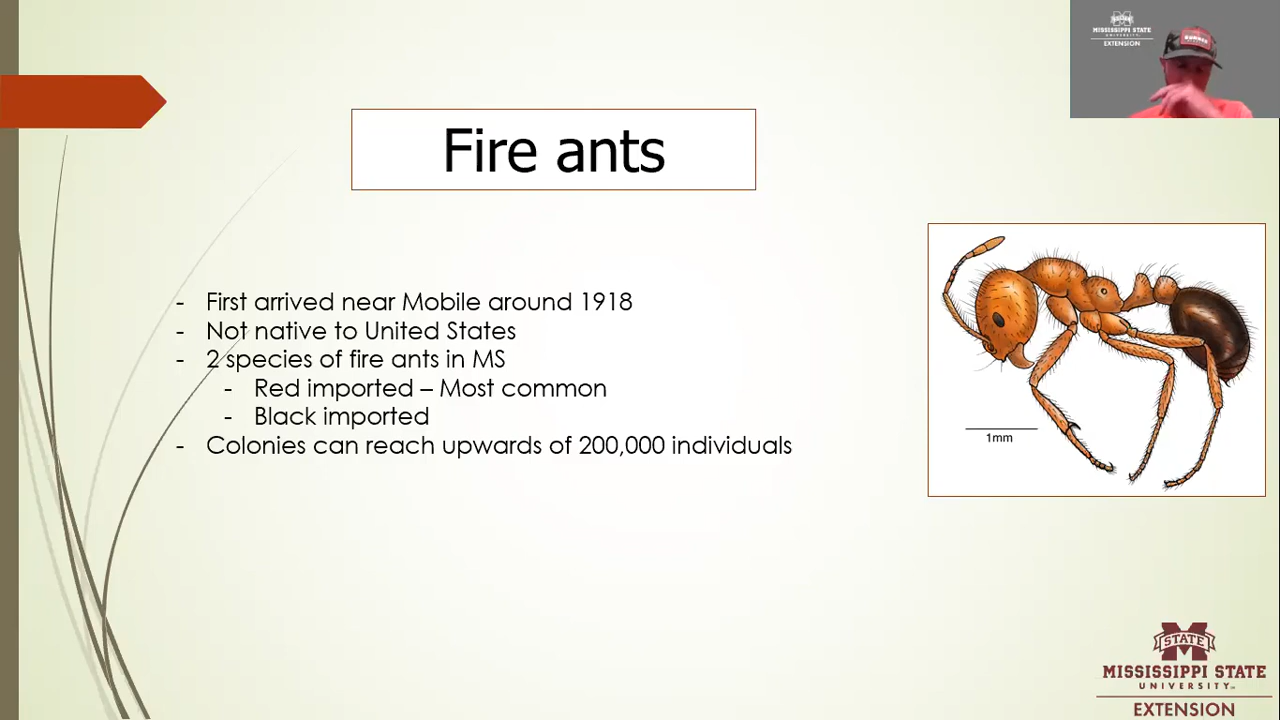 MISSISSIPPI STATE
UNIVERSITY
EXTENSION
Fire ants
- First arrived near Mobile around 1918
- Not native to United States
- 2 species of fire ants in MS
- Red imported – Most common
- Black imported
- Colonies can reach upwards of 200,000 individuals
1mm
STATE
MISSISSIPPI STATE
UNIVERSITY™
EXTENSION